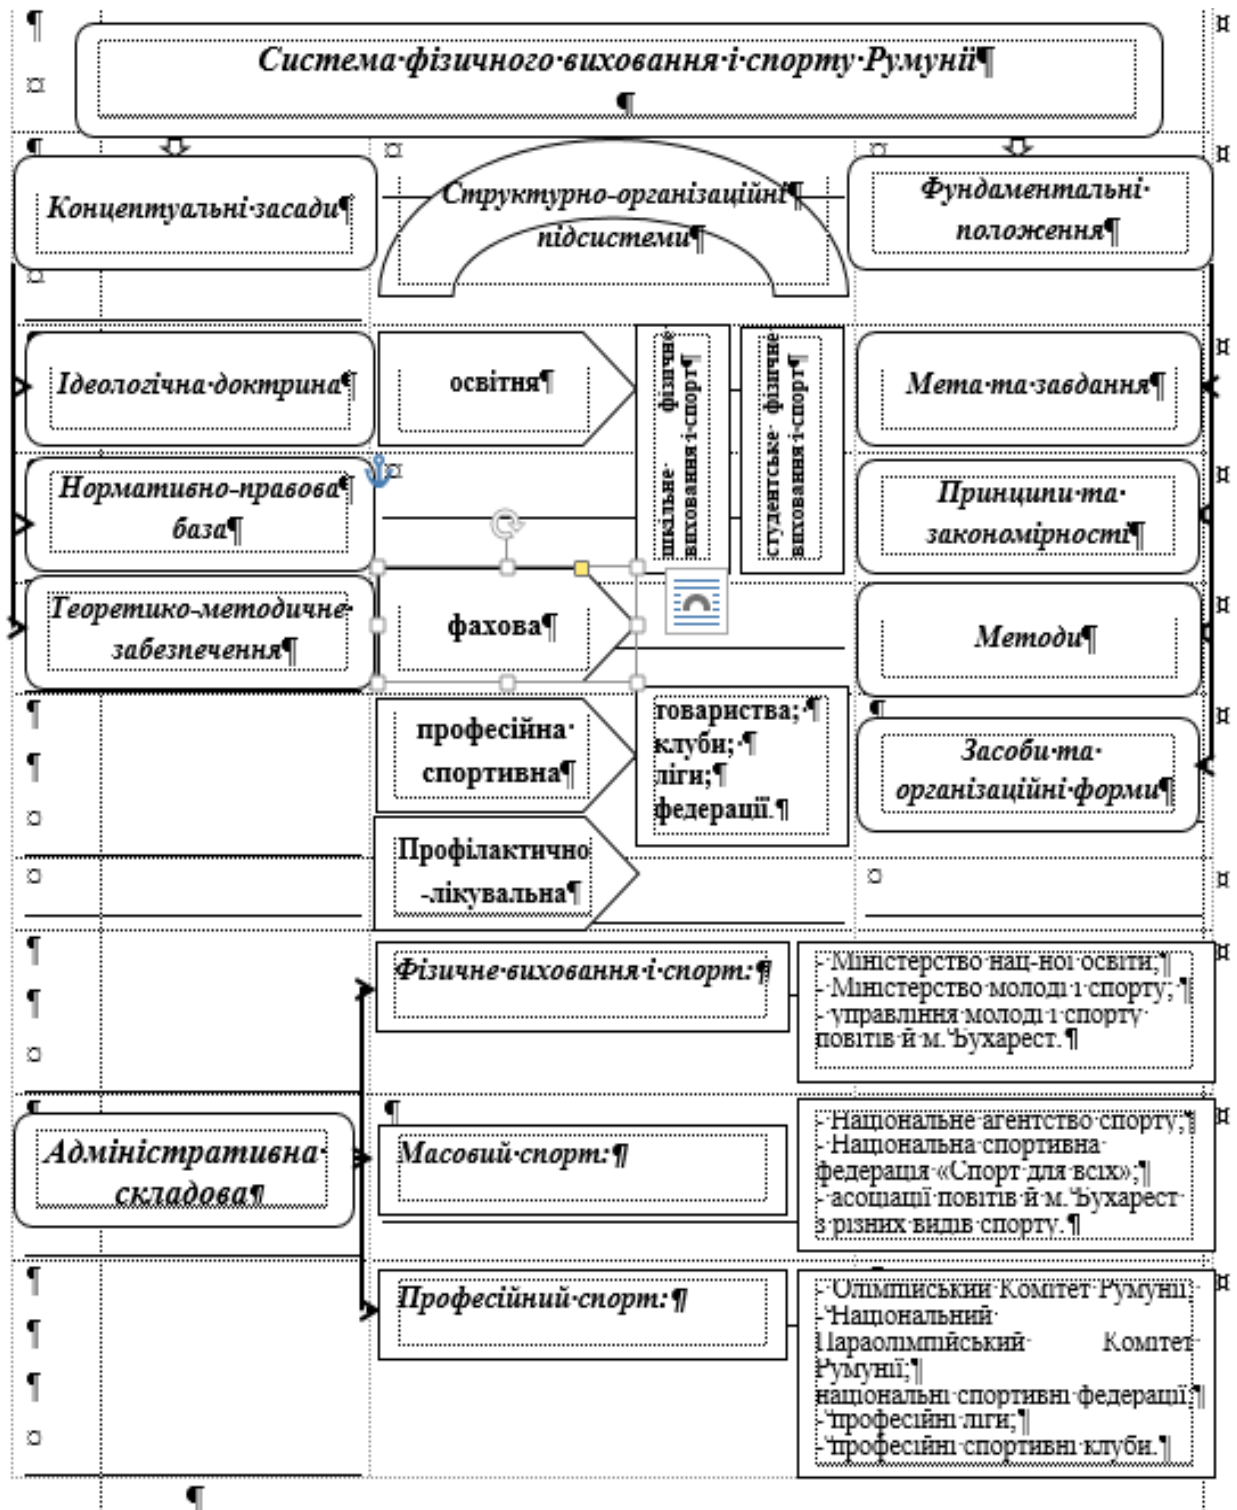 Система фізичного виховання і спорту Румунії
Концептуальні засади
Структурно-організаційні
підсистеми
Фундаментальні
положення
Ідеологічна доктрина
освітня
шкільне фізичне
виховання і спорт
студентське фізичне
виховання і спорт
Мета та завдання
Нормативно-правова
база
Принципи та
закономірності
Теоретико-методичне
забезпечення
фахова
Методи
професійна
спортивна
товариства;
клуби;
ліги;
федерації.
Засоби та
організаційні форми
Профілактично
-лікувальна
Фізичне виховання і спорт:
- Міністерство нац-ної освіти;
- Міністерство молоді і спорту;
- управління молоді і спорту
повітів й м. Бухарест.
Адміністративна
складова
Масовий спорт:
- Національне агентство спорту;
- Національна спортивна
федерація «Спорт для всіх»;
- асоціації повітів й м. Бухарест
з різних видів спорту.
Професійний спорт:
- Олімпійський Комітет Румунії;
- Національний
Параолімпійський Комітет
Румунії;
національні спортивні федерації;
- професійні ліги;
- професійні спортивні клуби.